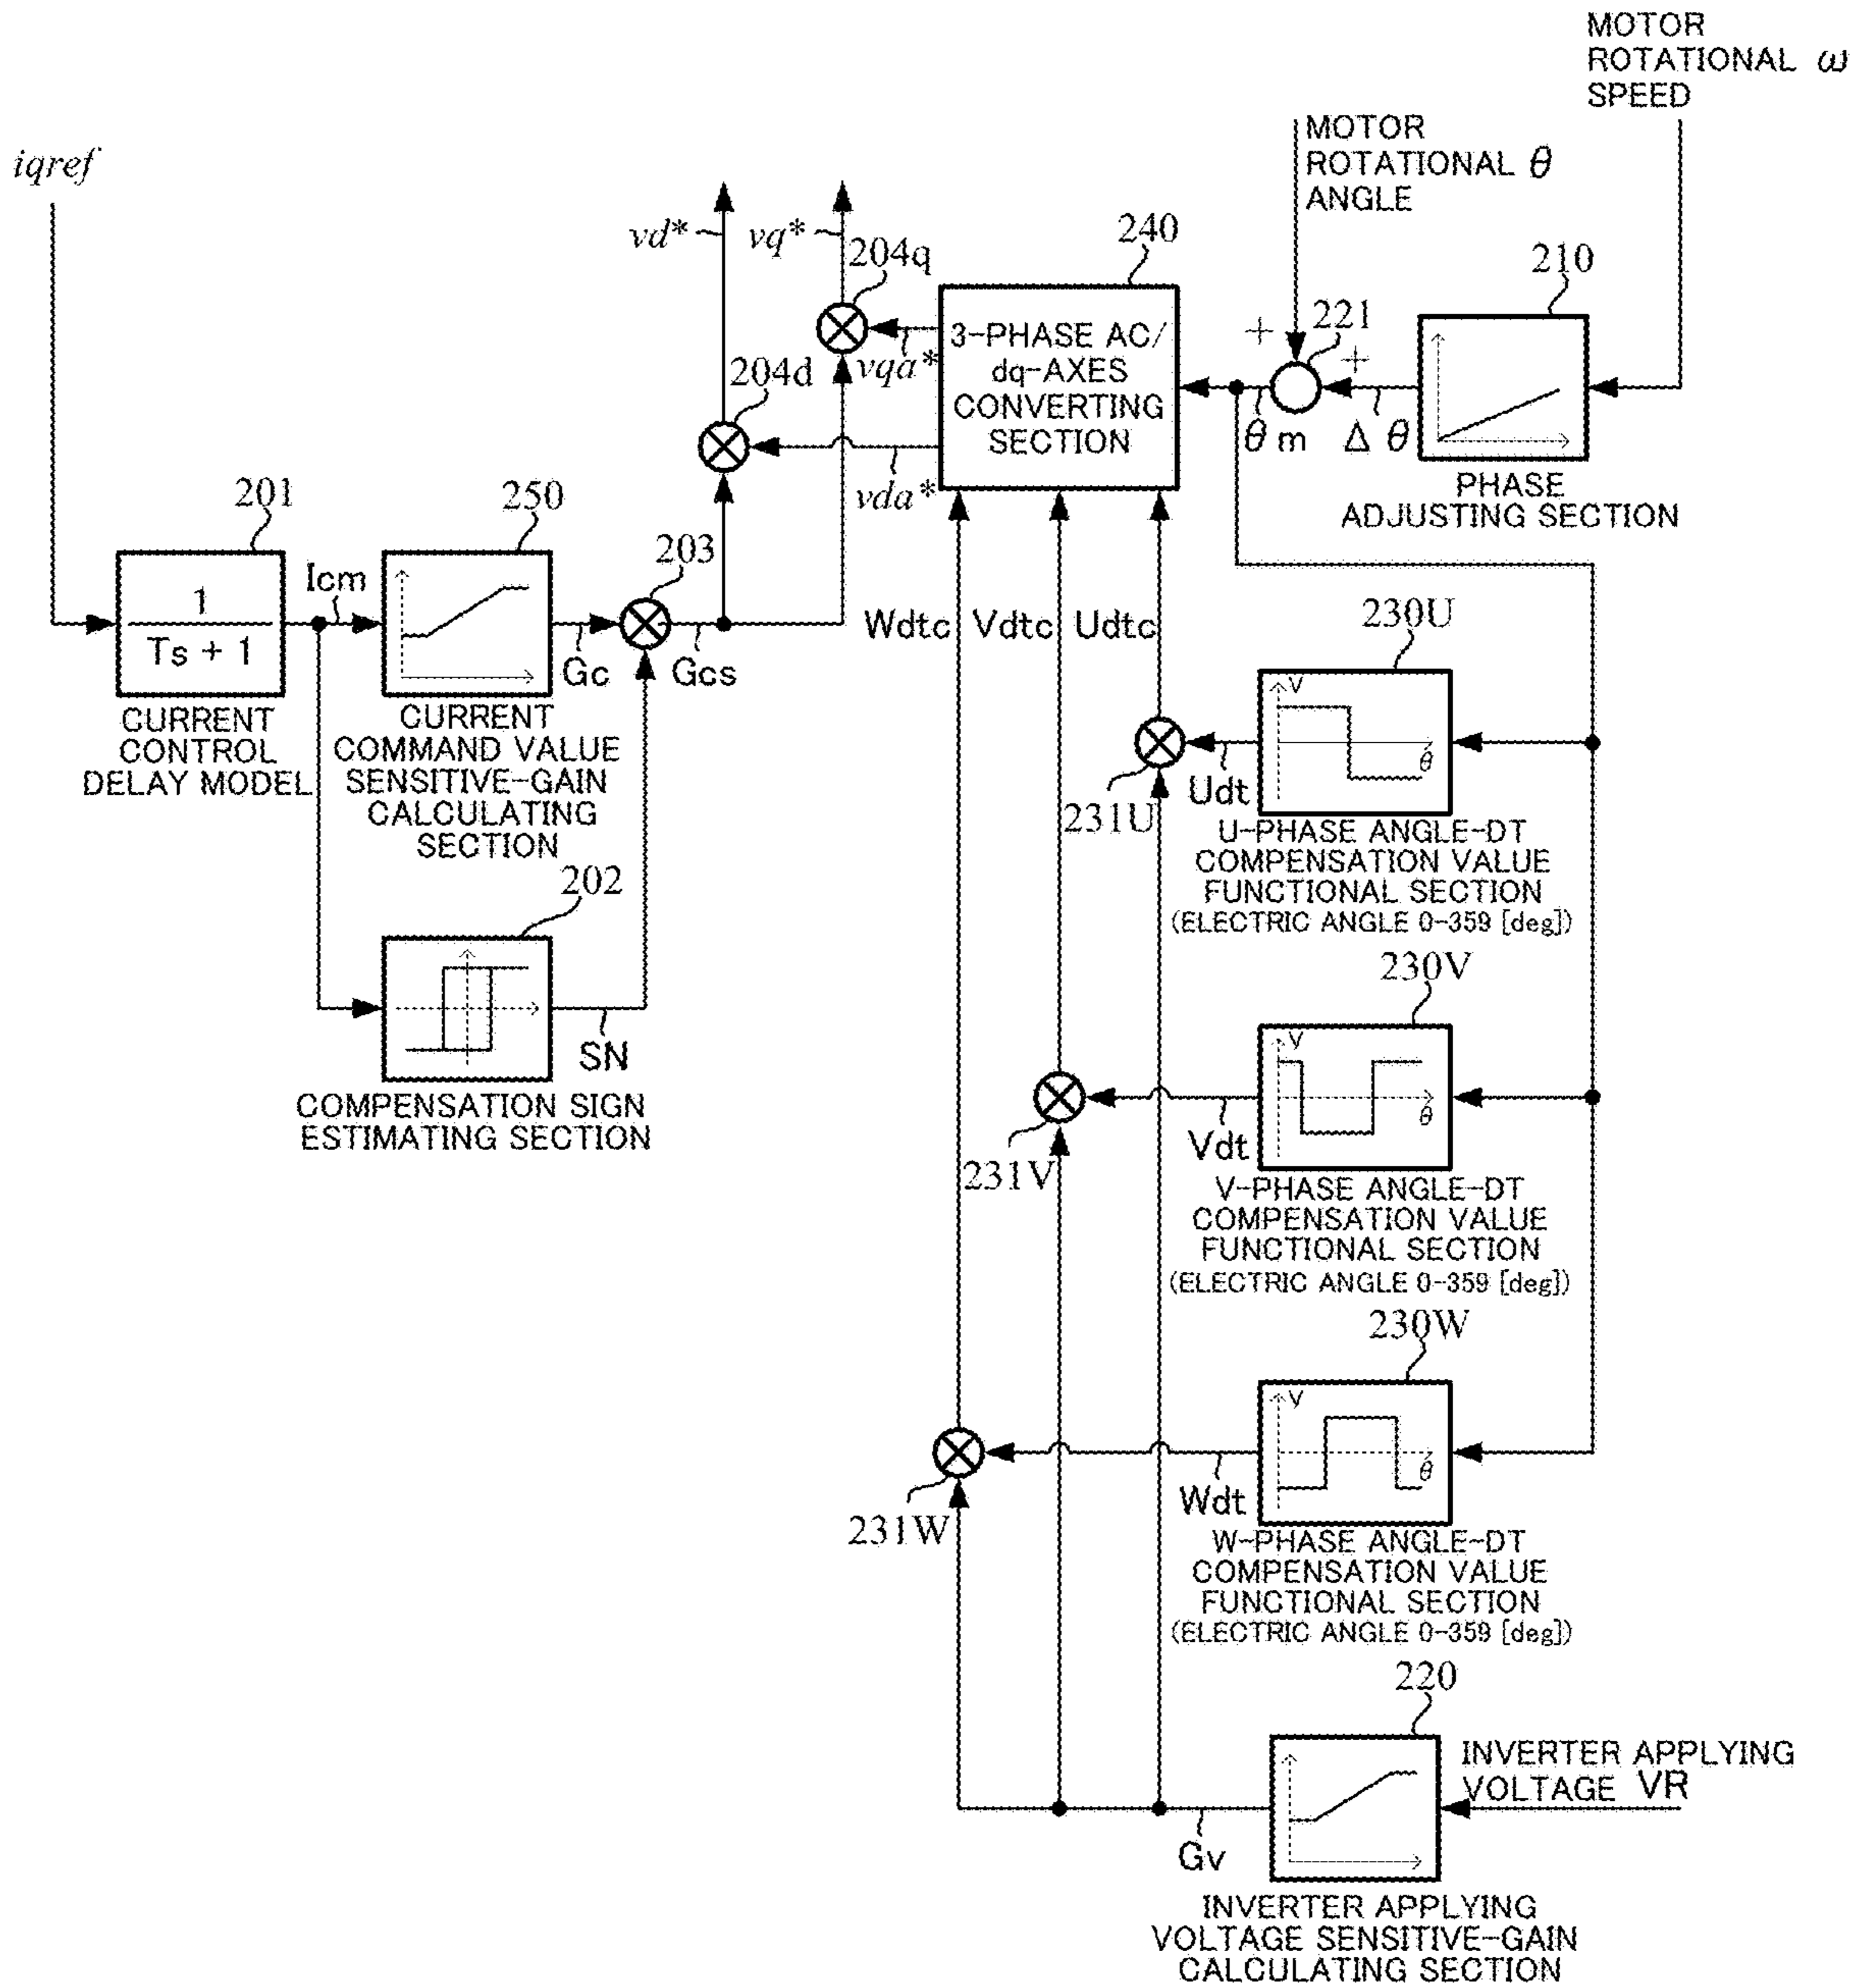 MOTOR
ROTATIONAL ω
SPEED
MOTOR
ROTATIONAL θ
ANGLE
iqref
vd*
vq*
204q
240
210
3-PHASE AC/
dq-AXES
CONVERTING
SECTION
+
221
+
vqa*
204d
θm
Δθ
vda*
PHASE
ADJUSTING SECTION
201
250
203
1
Ts + 1
Icm
Gc
Gcs
Wdtc
Vdtc
Udtc
CURRENT
CONTROL
DELAY MODEL
CURRENT
COMMAND VALUE
SENSITIVE-GAIN
CALCULATING
SECTION
230U
V
θ
Udt
231U
U-PHASE ANGLE-DT
COMPENSATION VALUE
FUNCTIONAL SECTION
(ELECTRIC ANGLE 0-359 [deg])
202
SN
COMPENSATION SIGN
ESTIMATING SECTION
230V
V
θ
Vdt
231V
V-PHASE ANGLE-DT
COMPENSATION VALUE
FUNCTIONAL SECTION
(ELECTRIC ANGLE 0-359 [deg])
230W
V
θ
Wdt
231W
W-PHASE ANGLE-DT
COMPENSATION VALUE
FUNCTIONAL SECTION
(ELECTRIC ANGLE 0-359 [deg])
220
INVERTER APPLYING
VOLTAGE VR
Gv
INVERTER APPLYING
VOLTAGE SENSITIVE-GAIN
CALCULATING SECTION